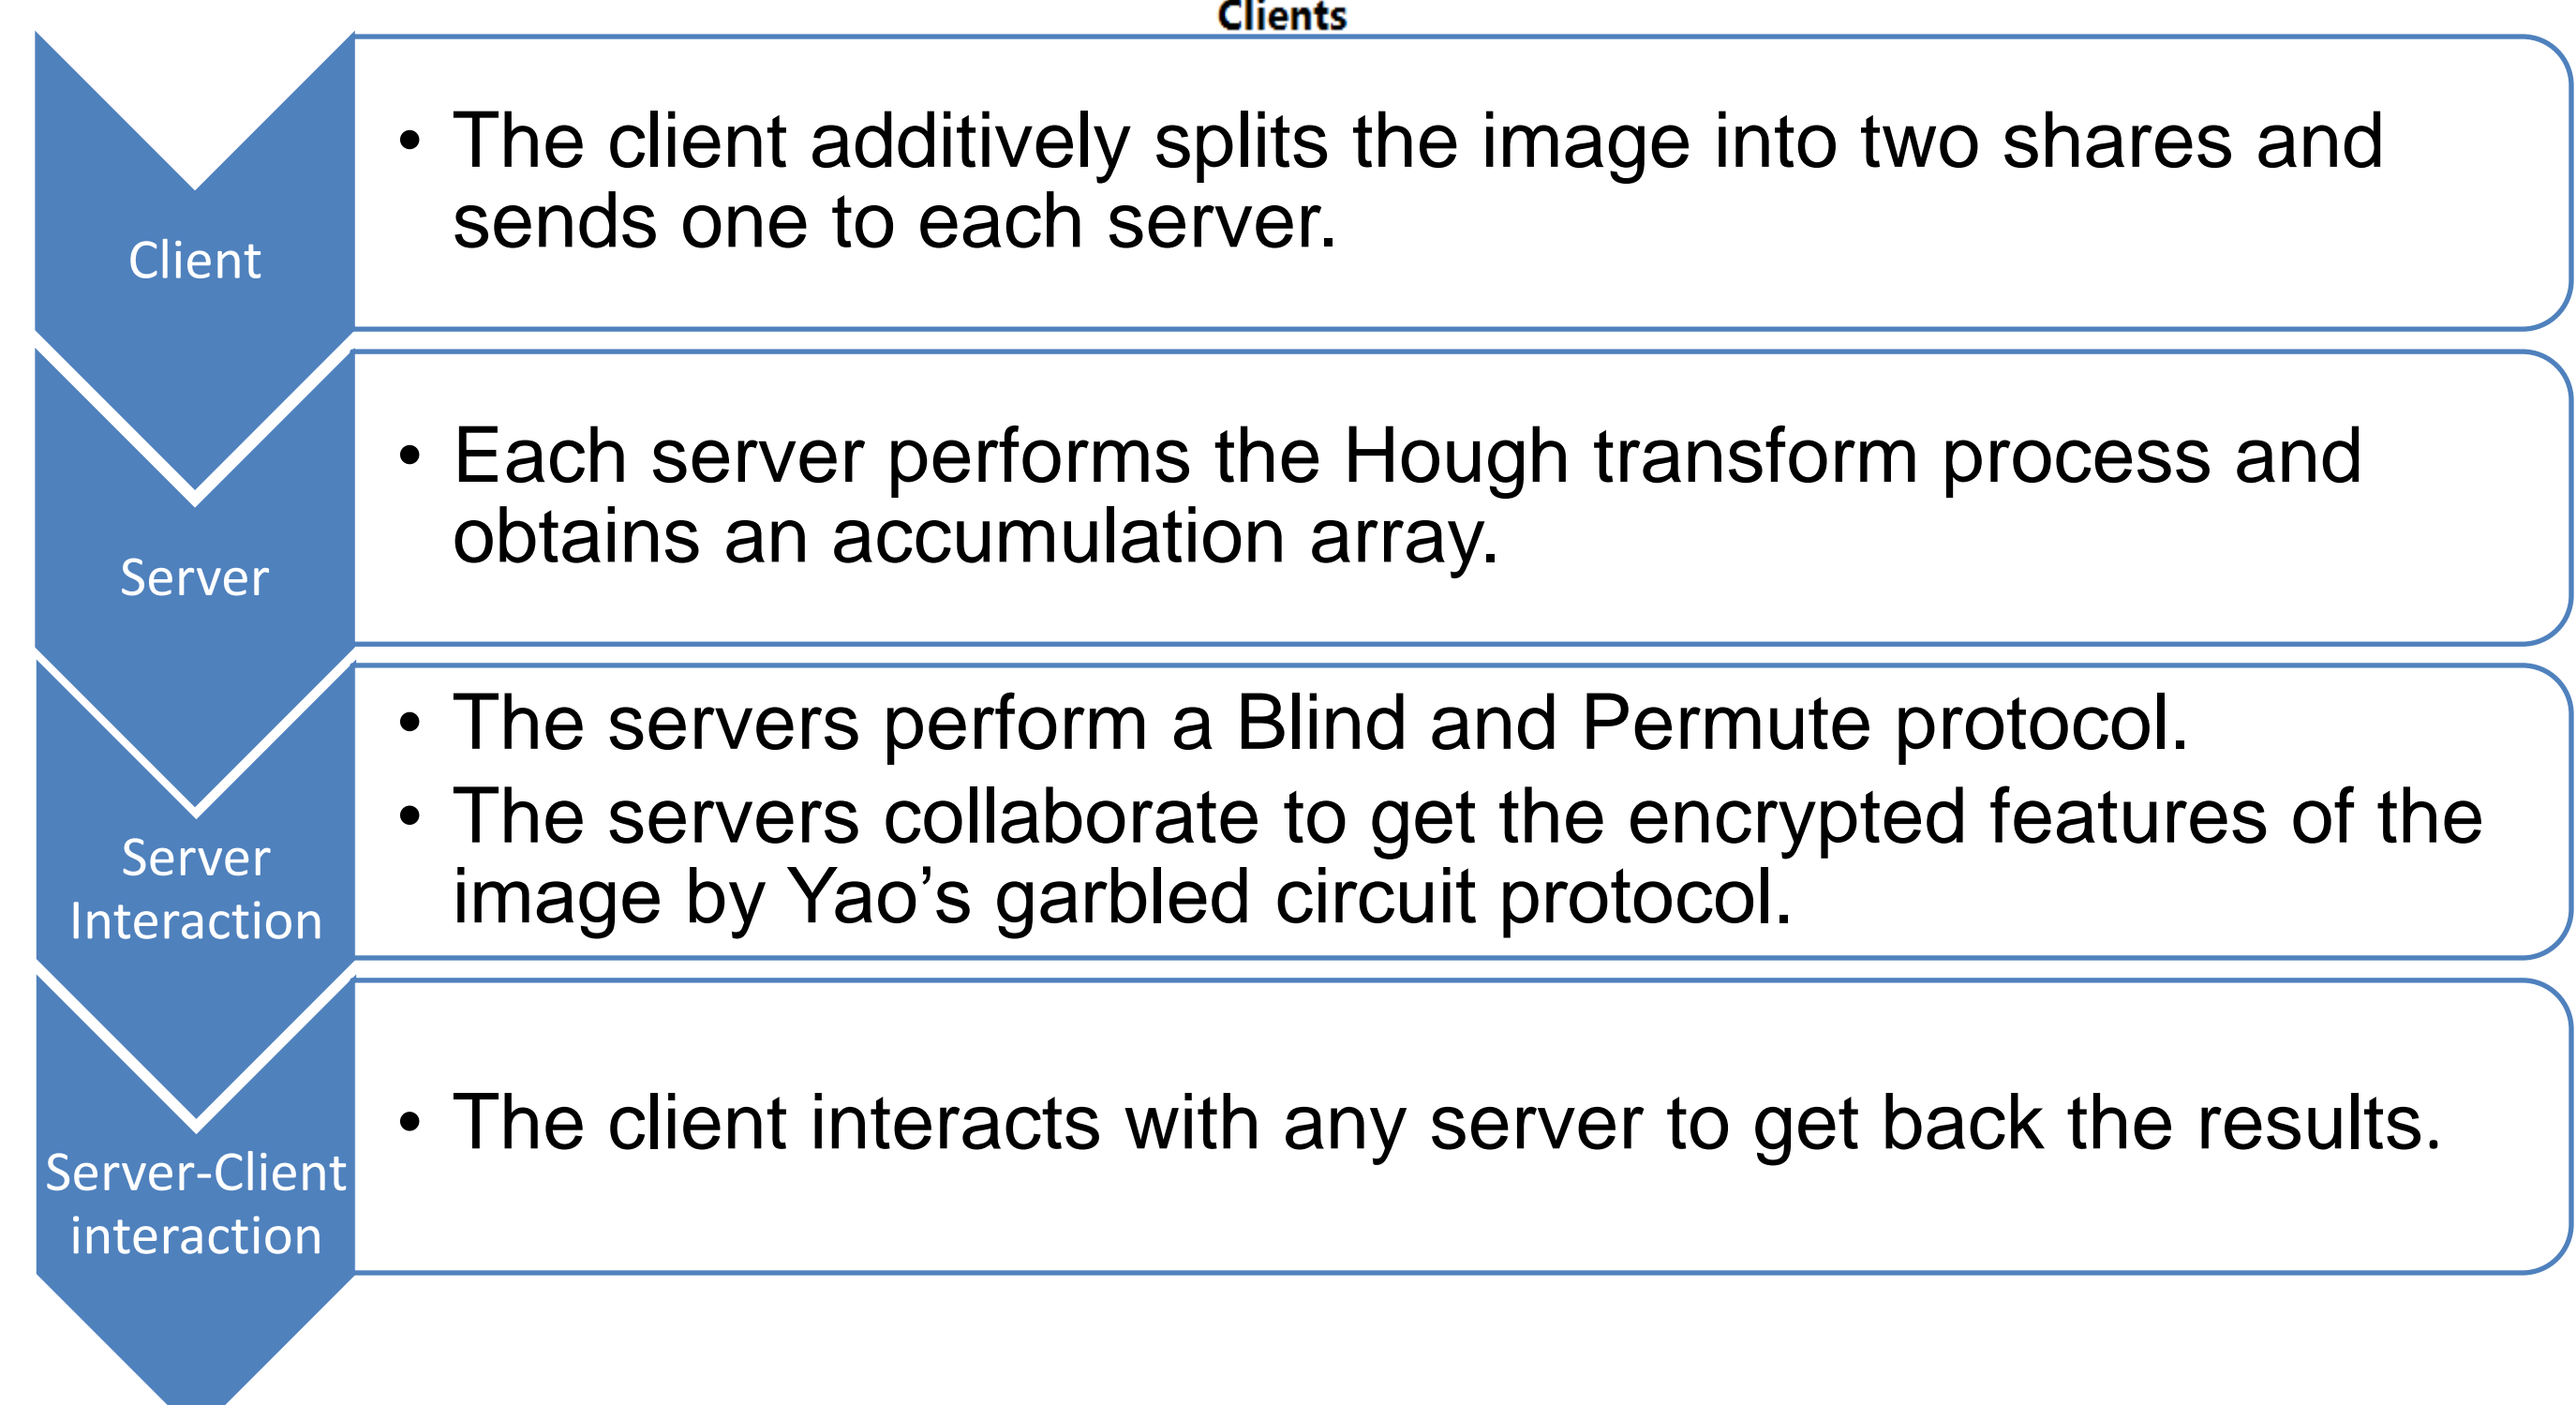 Clients
Client
• The client additively splits the image into two shares and
sends one to each server.
Server
• Each server performs the Hough transform process and
obtains an accumulation array.
Server
Interaction
• The servers perform a Blind and Permute protocol.
• The servers collaborate to get the encrypted features of the
image by Yao’s garbled circuit protocol.
Server-Client
interaction
• The client interacts with any server to get back the results.